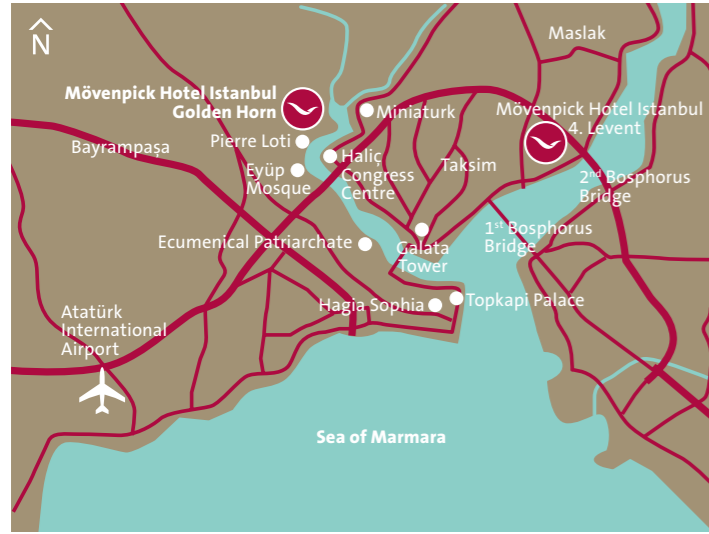 N
Maslak
Mövenpick Hotel Istanbul
Golden Horn
Miniaturk
Mövenpick Hotel Istanbul
4. Levent
Pierre Loti
Bayrampaşa
Haliç
Congress
Centre
Taksim
Eyüp
Mosque
2nd Bosphorus
Bridge
1st Bosphorus
Bridge
Ecumenical Patriarchate
Galata
Tower
Hagia Sophia
Topkapi Palace
Atatürk
International
Airport
Sea of Marmara